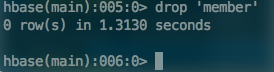 hbase(main):005:0> drop 'member'
0 row(s) in 1.3130 seconds
hbase(main):006:0>